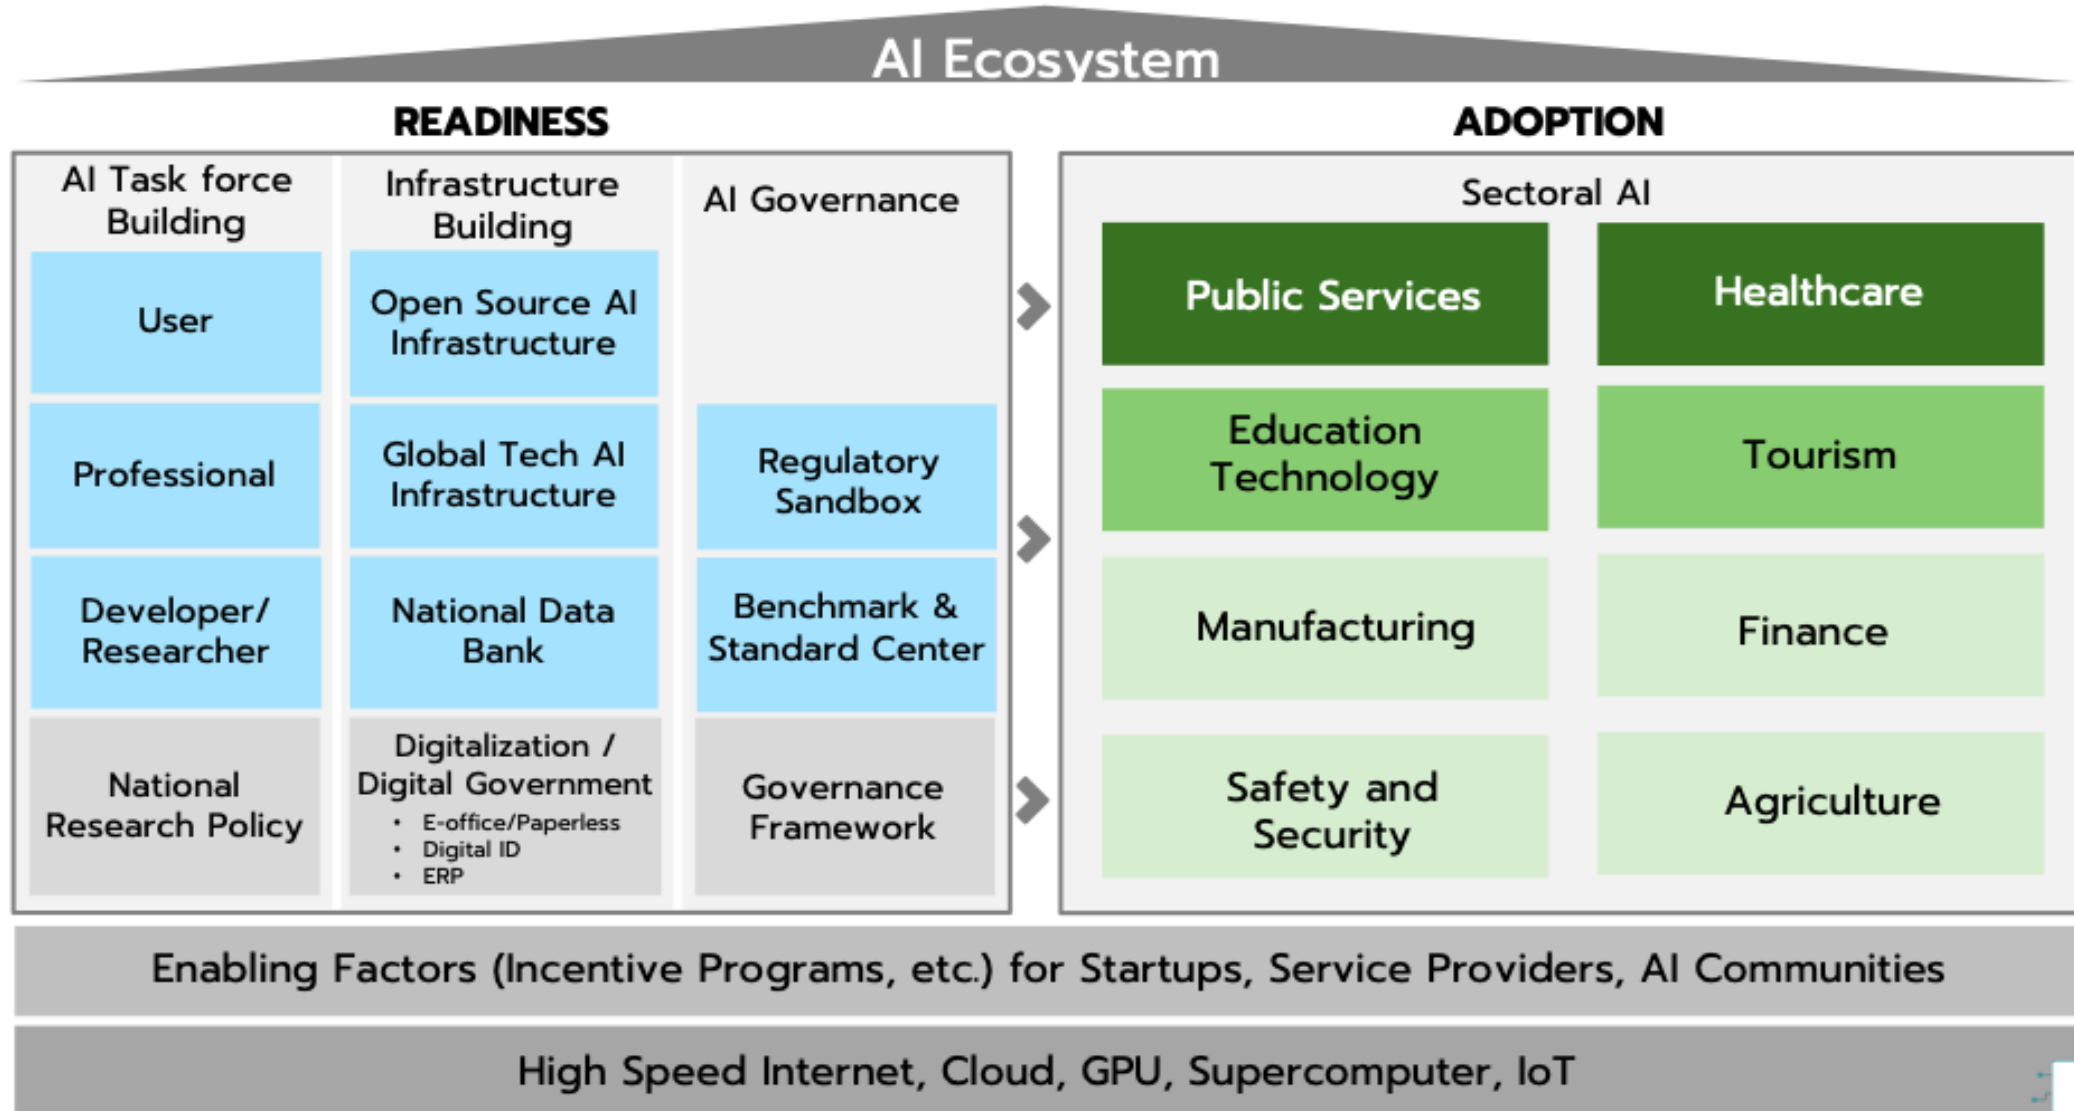 AI Ecosystem
READINESS
AI Task force
Building
User
Professional
Developer/
Researcher
National
Research Policy
Infrastructure
Building
Open Source AI
Infrastructure
Global Tech AI
Infrastructure
National Data
Bank
Digitalization /
Digital Government
• E-office/Paperless
• Digital ID
• ERP
AI Governance
Regulatory
Sandbox
Benchmark &
Standard Center
Governance
Framework
ADOPTION
Sectoral AI
Public Services
Healthcare
Education
Technology
Tourism
Manufacturing
Finance
Safety and
Security
Agriculture
Enabling Factors (Incentive Programs, etc.) for Startups, Service Providers, AI Communities
High Speed Internet, Cloud, GPU, Supercomputer, IoT